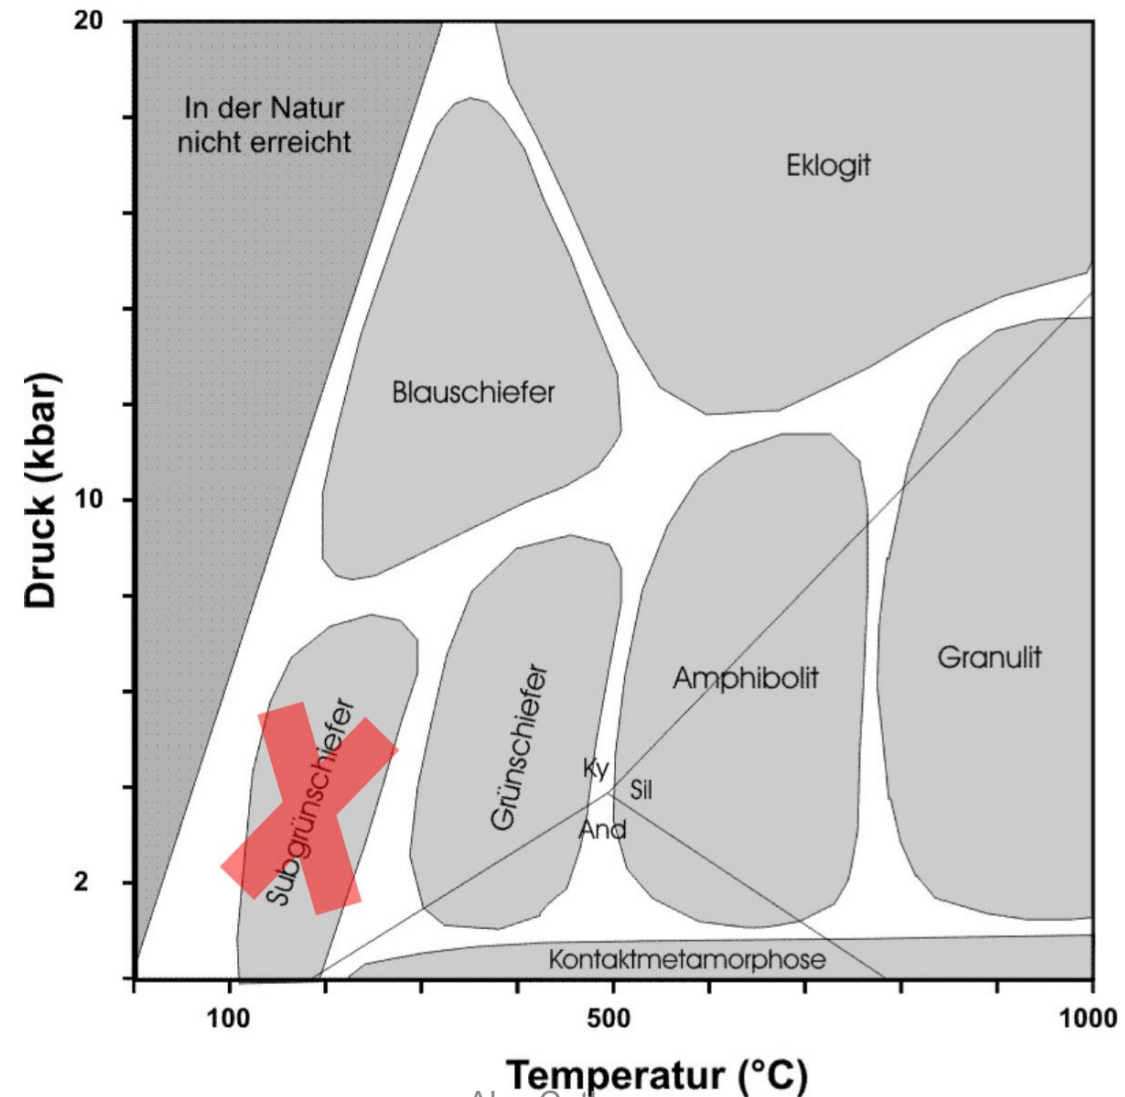 20
In der Natur
nicht erreicht
Eklogit
Blauschiefer
Druck (kbar)
10
Granulit
Amphibolit
Grünschiefer
Subgrünschiefer
Ky
Sil
And
2
Kontaktmetamorphose
100
500
1000
Temperatur (°C)